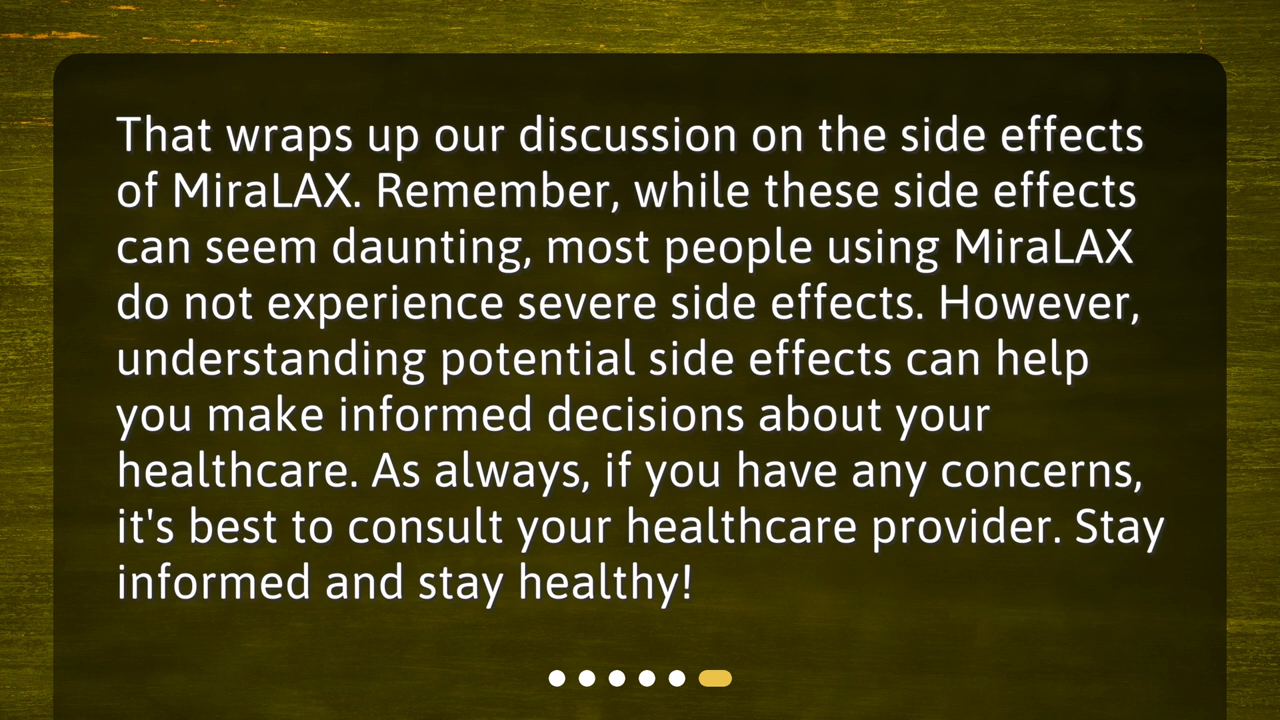 That wraps up our discussion on the side effects
of MiraLAX. Remember, while these side effects
can seem daunting, most people using MiraLAX
do not experience severe side effects. However,
understanding potential side effects can help
you make informed decisions about your
healthcare. As always, if you have any concerns,
it's best to consult your healthcare provider. Stay
informed and stay healthy!